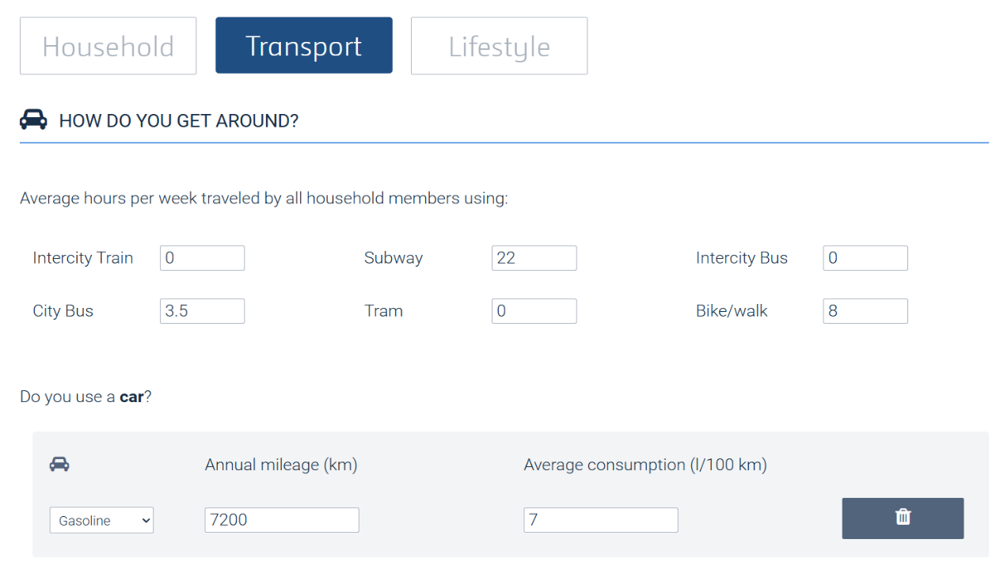 Household Transport Lifestyle
HOW DO YOU GET AROUND?
Average hours per week traveled by all household members using:
Intercity Train 0 Subway 22 Intercity Bus 0
City Bus 3.5 Tram 0 Bike/walk 8
Do you use a car?
Annual mileage (km) Average consumption (l/100 km)
Gasoline 7200 7